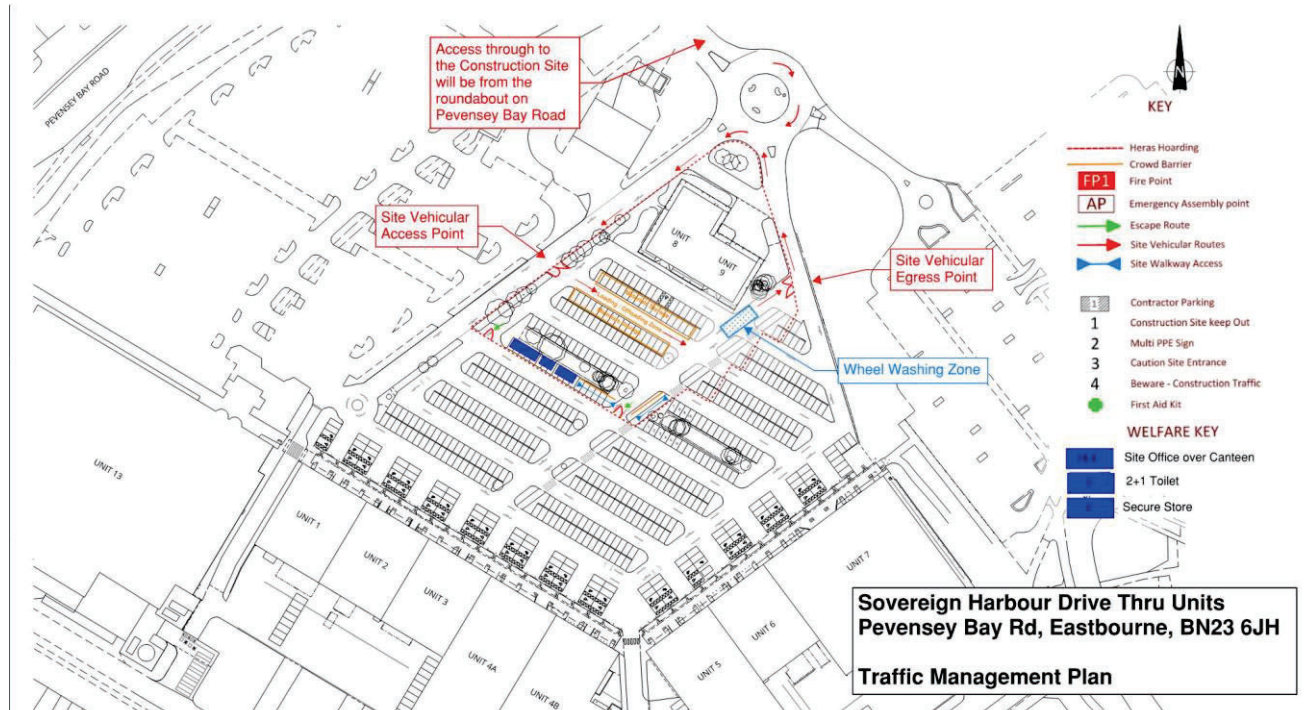 Access through to
the Construction Site
will be from the
roundabout on
Pevensey Bay Road
PEVENSEY BAY ROAD
N
KEY
Heras Hoarding
Crowd Barrier
FP1 Fire Point
AP Emergency Assembly point
Escape Route
Site Vehicular Routes
Site Walkway Access
1 Contractor Parking
1 Construction Site keep Out
2 Multi PPE Sign
3 Caution Site Entrance
4 Beware - Construction Traffic
First Aid Kit
WELFARE KEY
Site Office over Canteen
2+1 Toilet
Secure Store
Site Vehicular
Access Point
UNIT
8
UNIT
9
Site Vehicular
Egress Point
Wheel Washing Zone
UNIT 13
UNIT 1
UNIT 2
UNIT 3
UNIT 4A
UNIT 4B
UNIT 5
UNIT 6
UNIT 7
Sovereign Harbour Drive Thru Units
Pevensey Bay Rd, Eastbourne, BN23 6JH
Traffic Management Plan